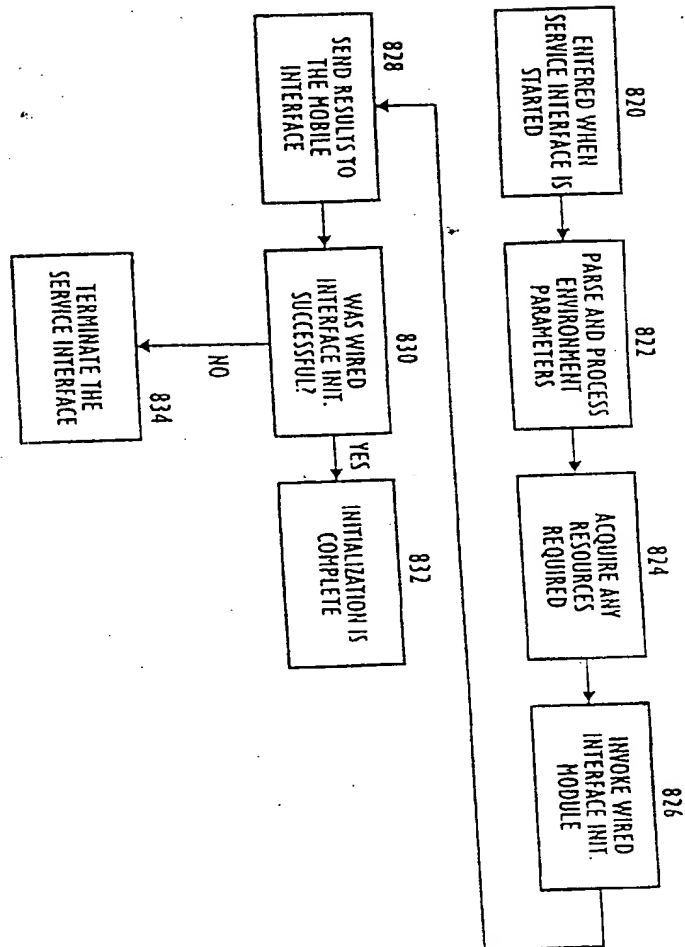 820
ENTERED WHEN
SERVICE INTERFACE IS
STARTED
822
PARSE AND PROCESS
ENVIRONMENT
PARAMETERS
824
ACQUIRE ANY
RESOURCES
REQUIRED
826
INVOKE WIRED
INTERFACE INIT.
MODULE
828
SEND RESULTS TO
THE MOBILE
INTERFACE
830
WAS WIRED
INTERFACE INIT.
SUCCESSFUL?
YES
832
INITIALIZATION IS
COMPLETE
NO
834
TERMINATE THE
SERVICE INTERFACE